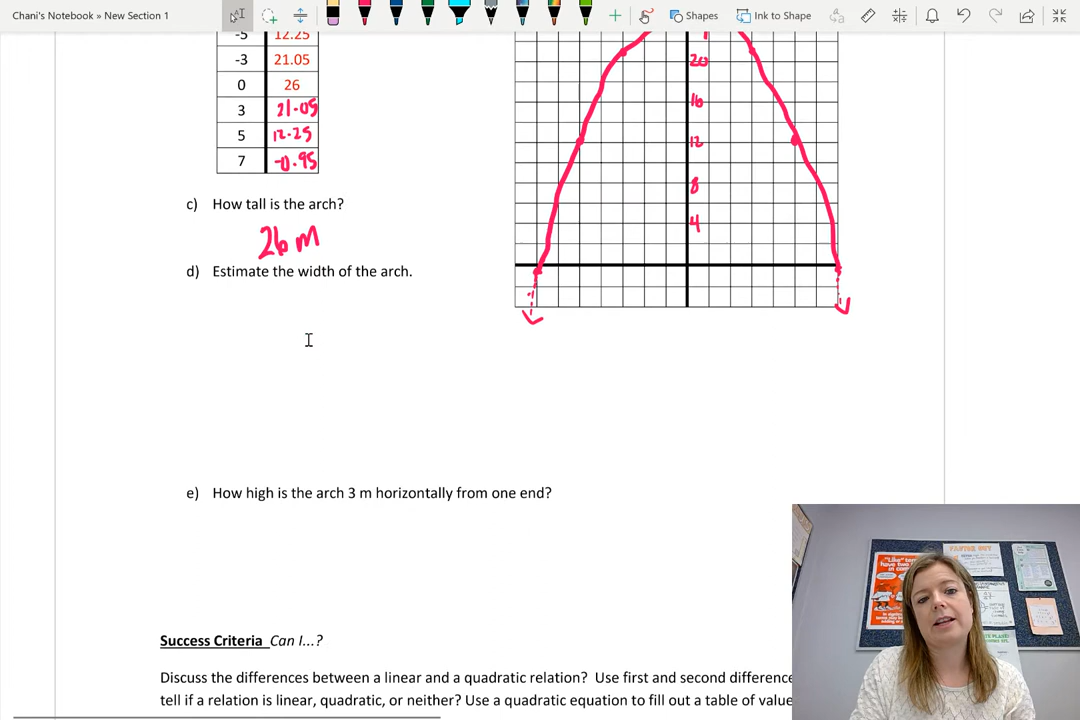 Chani's Notebook » New Section 1
Shapes
Ink to Shape
-5 12.25
-3 21.05
0 26
3 21.05
5 12.25
7 -0.95
20
16
12
8
4
c) How tall is the arch?
26 m
d) Estimate the width of the arch.
e) How high is the arch 3 m horizontally from one end?
Success Criteria Can I...?
Discuss the differences between a linear and a quadratic relation? Use first and second difference
tell if a relation is linear, quadratic, or neither? Use a quadratic equation to fill out a table of value
FACTOR OUT
"Like" ter